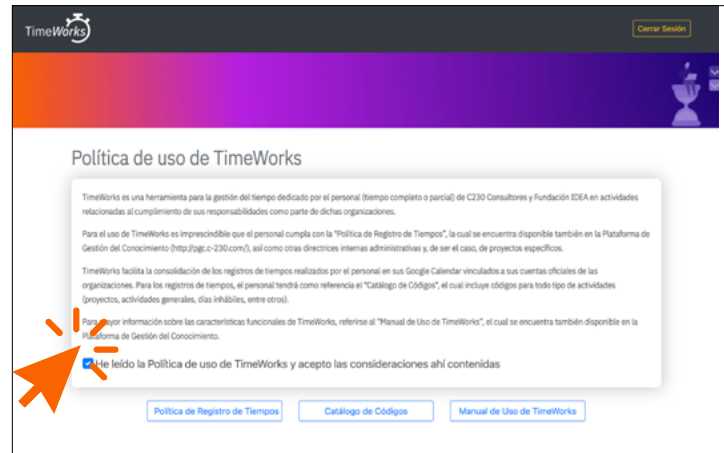 TimeWorks
Cerrar Sesión
Política de uso de TimeWorks
TimeWorks es una herramienta para la gestión del tiempo dedicado por el personal (tiempo completo o parcial) de C230 Consultores y Fundación IDEA en actividades
relacionadas al cumplimiento de sus responsabilidades como parte de dichas organizaciones.
Para el uso de TimeWorks es imprescindible que el personal cumpla con la "Política de Registro de Tiempos", la cual se encuentra disponible también en la Plataforma de
Gestión del Conocimiento (http://pgc.c-230.com/), así como otras directrices internas administrativas y, de ser el caso, de proyectos específicos.
TimeWorks facilita la consolidación de los registros de tiempos realizados por el personal en sus Google Calendar vinculados a sus cuentas oficiales de las
organizaciones. Para los registros de tiempos, el personal tendrá como referencia el "Catálogo de Códigos", el cual incluye códigos para todo tipo de actividades
(proyectos, actividades generales, días inhábiles, entre otros).
Para mayor información sobre las características funcionales de TimeWorks, referirse al "Manual de Uso de TimeWorks", el cual se encuentra también disponible en la
Plataforma de Gestión del Conocimiento.
He leído la Política de uso de TimeWorks y acepto las consideraciones ahí contenidas
Política de Registro de Tiempos
Catálogo de Códigos
Manual de Uso de TimeWorks